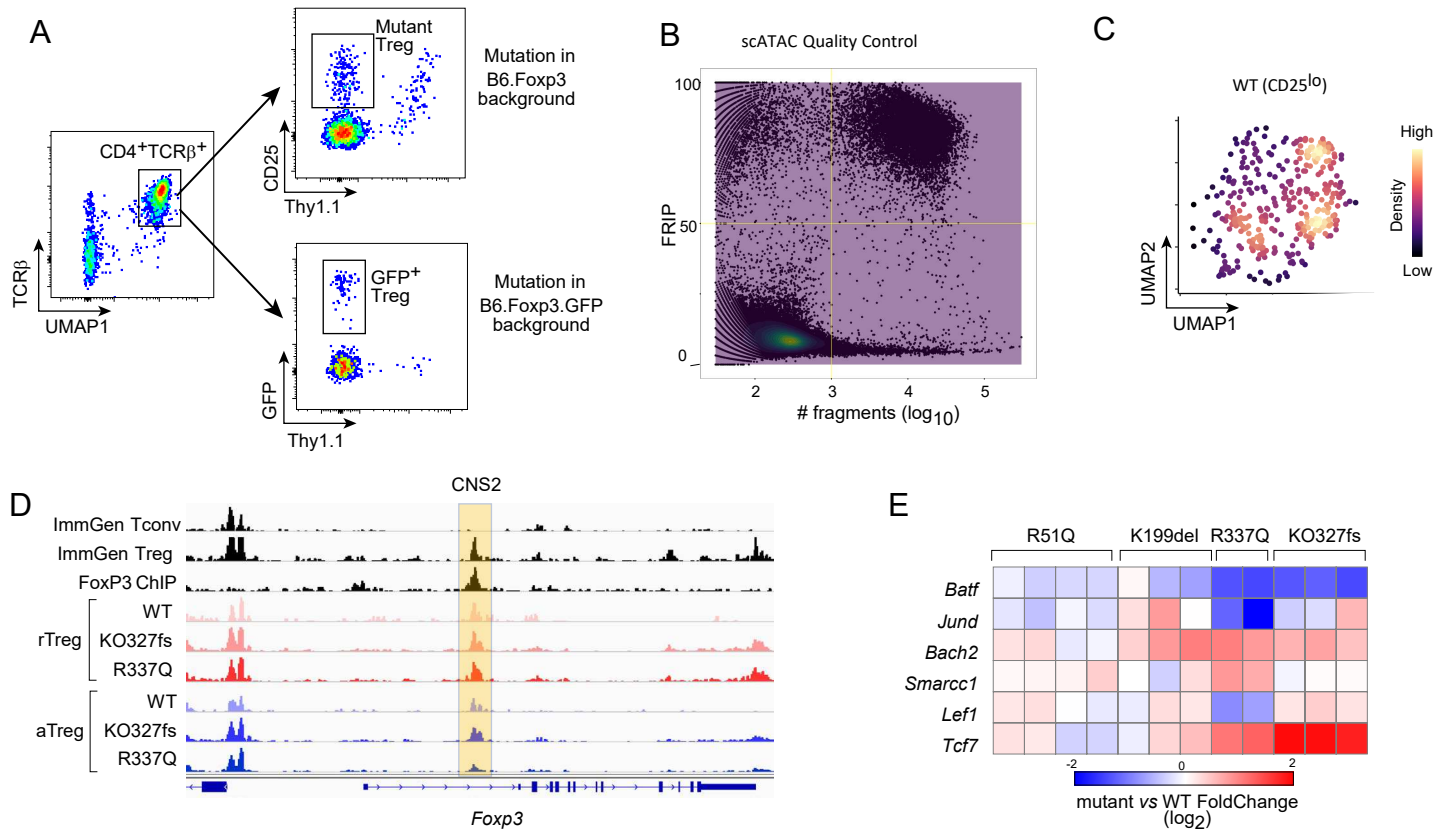 A
CD4+TCRβ+
TCRβ
UMAP1
Mutant
Treg
CD25
Thy1.1
Mutation in
B6.Foxp3
background
GFP+
Treg
GFP
Thy1.1
Mutation in
B6.Foxp3.GFP
background
B
scATAC Quality Control
100
50
0
FRIP
2 3 4 5
# fragments (log10)
C
WT (CD25lo)
UMAP2
UMAP1
High
Density
Low
D
CNS2
ImmGen Tconv
ImmGen Treg
FoxP3 ChIP
rTreg
WT
KO327fs
R337Q
aTreg
WT
KO327fs
R337Q
Foxp3
E
R51Q K199del R337Q KO327fs
Batf
Jund
Bach2
Smarcc1
Lef1
Tcf7
-2 0 2
mutant vs WT FoldChange
(log2)